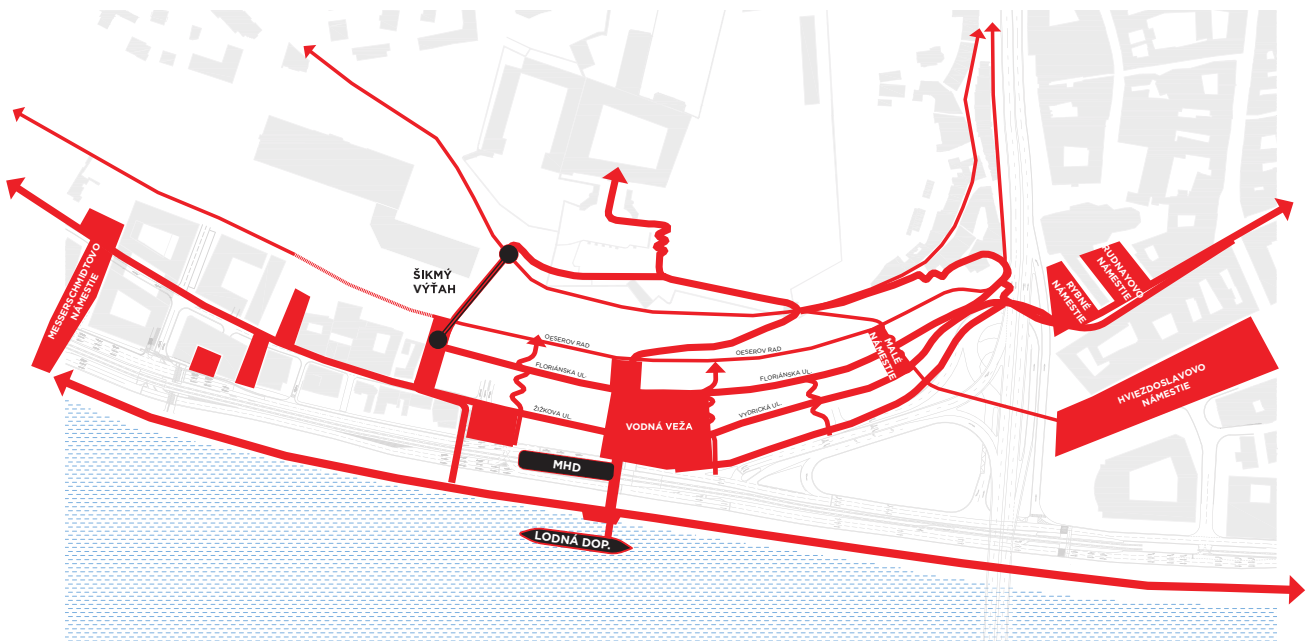 MESSERSCHMIDTOVO
NÁMESTIE
ŠIKMÝ
VÝŤAH
OESEROV RAD
FLORIÁNSKA UL.
ŽIŽKOVA UL.
MHD
LODNÁ DOP.
VODNÁ VEŽA
OESEROV RAD
FLORIÁNSKA UL.
VYDRICKÁ UL.
MALÉ
NÁMESTIE
RYBNÉ
NÁMESTIE
RUDNAYOVO
NÁMESTIE
HVIEZDOSLAVOVO
NÁMESTIE